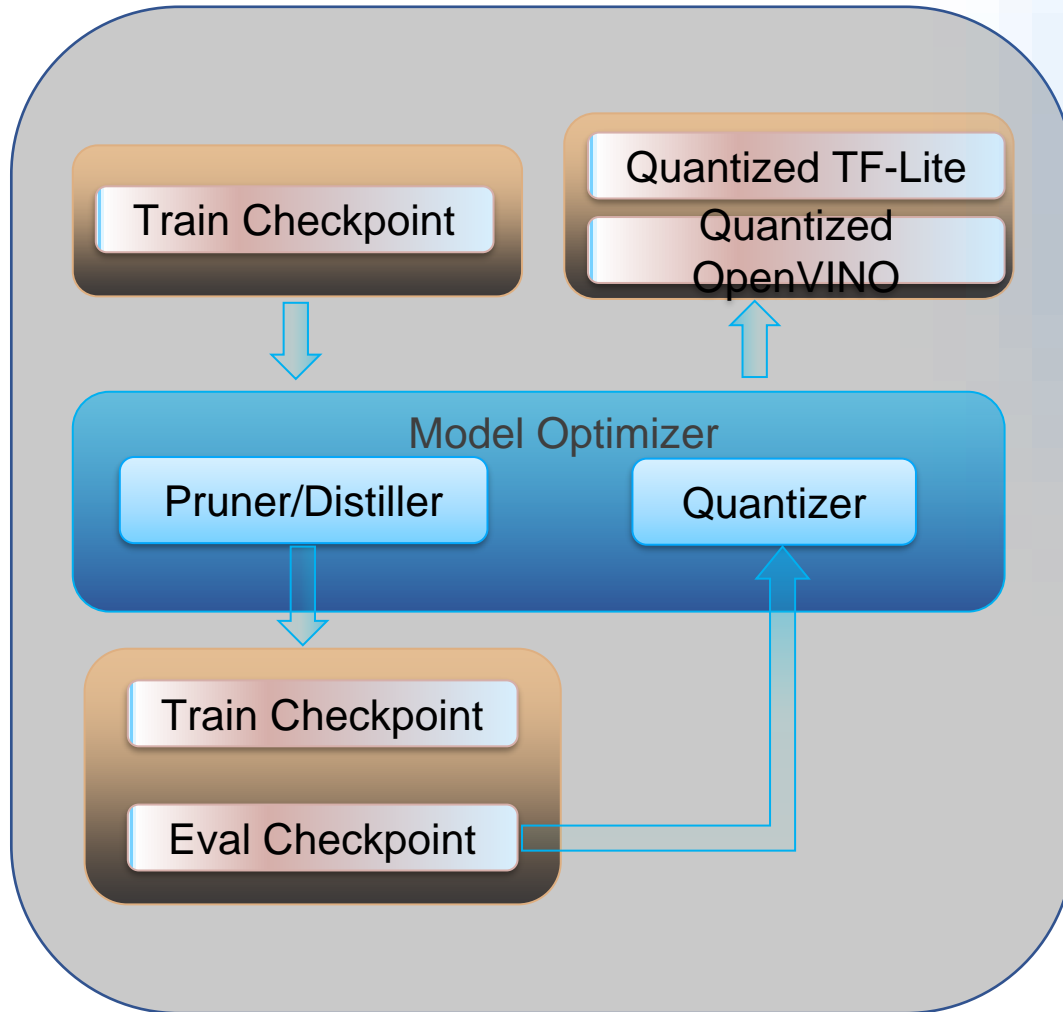 Train Checkpoint
Quantized TF-Lite
Quantized
OpenVINO
Model Optimizer
Pruner/Distiller
Quantizer
Train Checkpoint
Eval Checkpoint